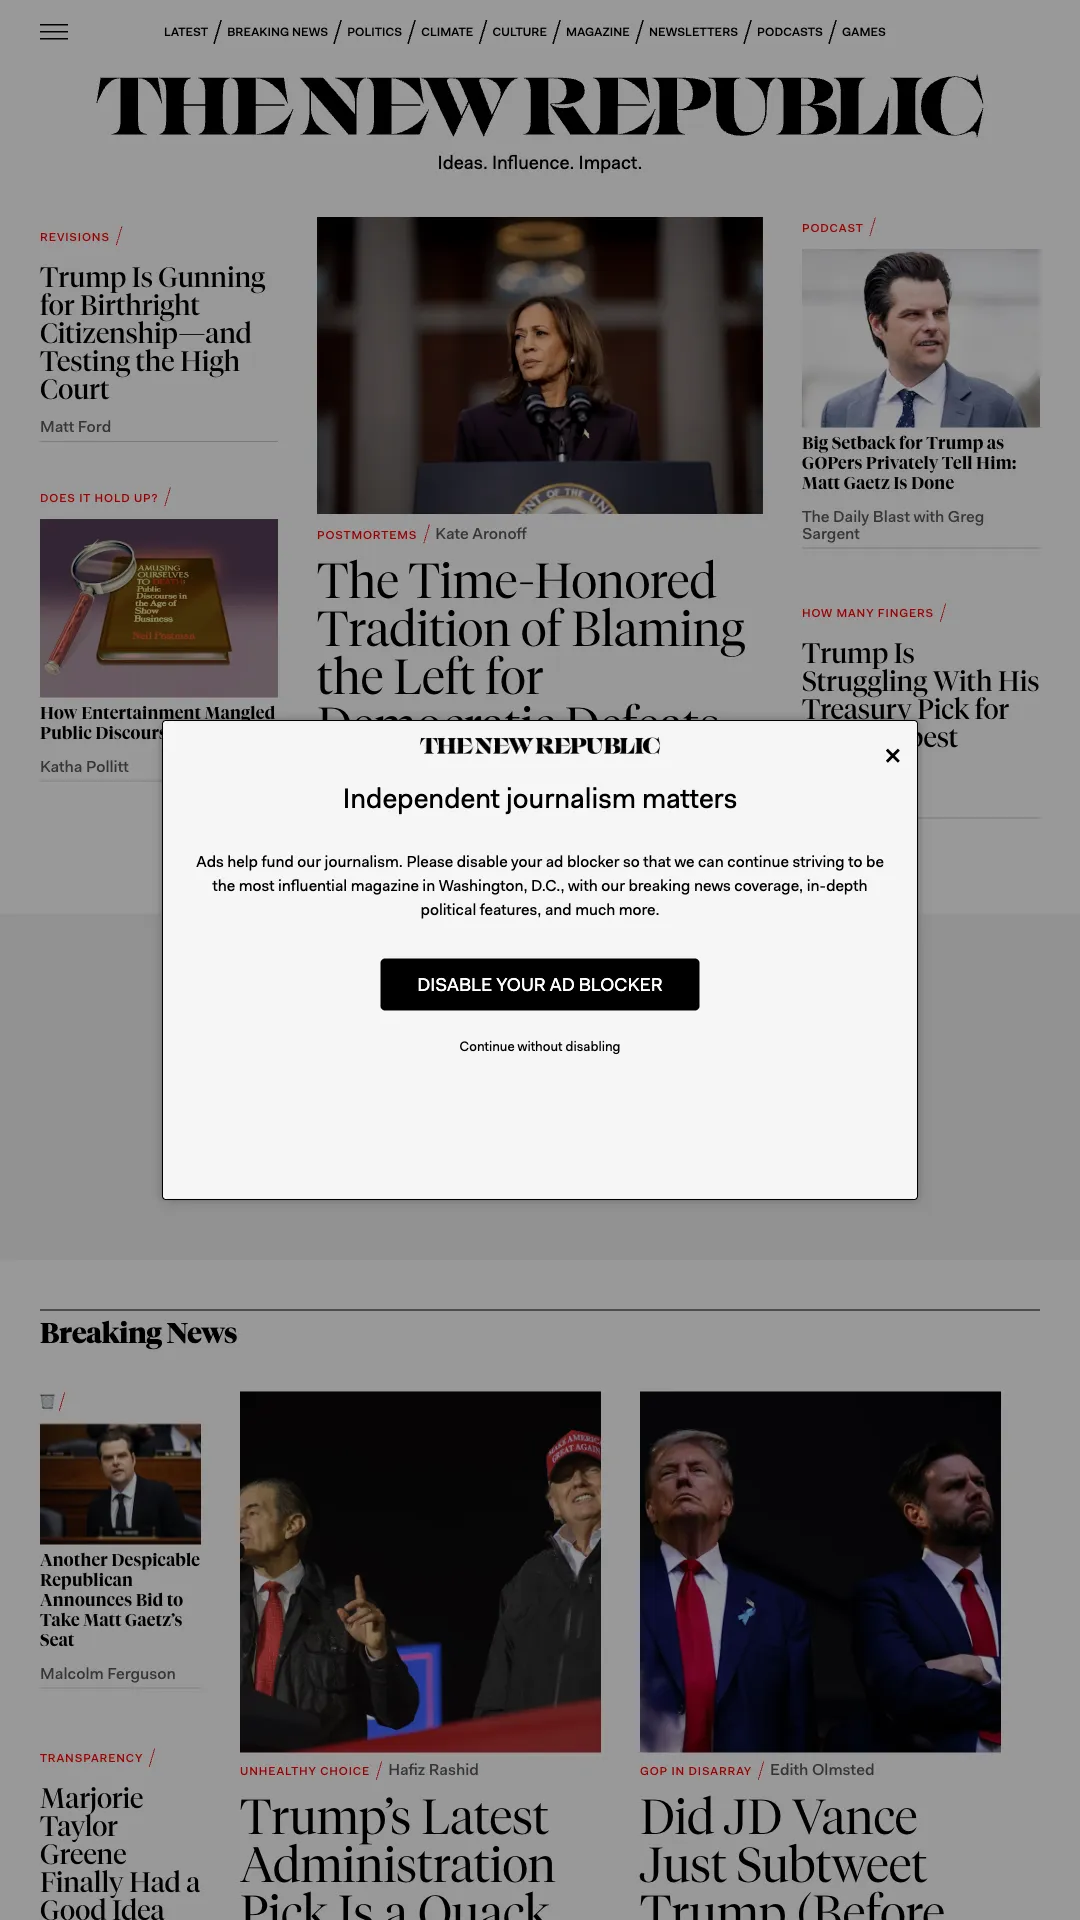 LATEST / BREAKING NEWS / POLITICS / CLIMATE / CULTURE / MAGAZINE / NEWSLETTERS / PODCASTS / GAMES
THE NEW REPUBLIC
Ideas. Influence. Impact.
REVISIONS /
Trump Is Gunning
for Birthright
Citizenship—and
Testing the High
Court
Matt Ford
DOES IT HOLD UP? /
AMUSING
OURSELVES
TO DEATH
Public
Discourse in
the Age of
Show
Business
Neil Postman
How Entertainment Mangled
Public Discourse
Katha Pollitt
OF THE UN
POSTMORTEMS / Kate Aronoff
The Time-Honored
Tradition of Blaming
the Left for
Democratic Defeats
PODCAST /
Big Setback for Trump as
GOPers Privately Tell Him:
Matt Gaetz Is Done
The Daily Blast with Greg
Sargent
HOW MANY FINGERS /
Trump Is
Struggling With His
Treasury Pick for
THE NEW REPUBLIC
×
Independent journalism matters
Ads help fund our journalism. Please disable your ad blocker so that we can continue striving to be
the most influential magazine in Washington, D.C., with our breaking news coverage, in-depth
political features, and much more.
DISABLE YOUR AD BLOCKER
Continue without disabling
Breaking News
🗑️ /
Another Despicable
Republican
Announces Bid to
Take Matt Gaetz’s
Seat
Malcolm Ferguson
TRANSPARENCY /
Marjorie
Taylor
Greene
Finally Had a
Good Idea
MAKE AMERICA
GREAT AGAIN
UNHEALTHY CHOICE / Hafiz Rashid
Trump’s Latest
Administration
Pick Is a Quack
GOP IN DISARRAY / Edith Olmsted
Did JD Vance
Just Subtweet
Trump (Before